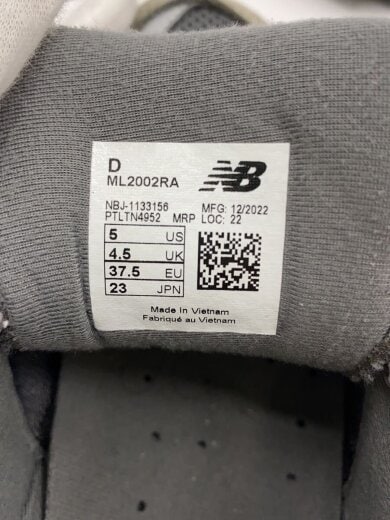 D
ML2002RA
NB
NBJ-1133156
MFG: 12/2022
PTLTN4952 MRP LOC: 22
5 US
4.5 UK
37.5 EU
23 JPN
Made in Vietnam
Fabriqué au Vietnam